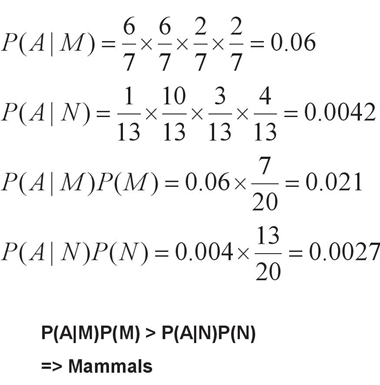 P(A|M) = 6/7 × 6/7 × 2/7 × 2/7 = 0.06
P(A|N) = 1/13 × 10/13 × 3/13 × 4/13 = 0.0042
P(A|M)P(M) = 0.06 × 7/20 = 0.021
P(A|N)P(N) = 0.004 × 13/20 = 0.0027
P(A|M)P(M) > P(A|N)P(N)
=> Mammals